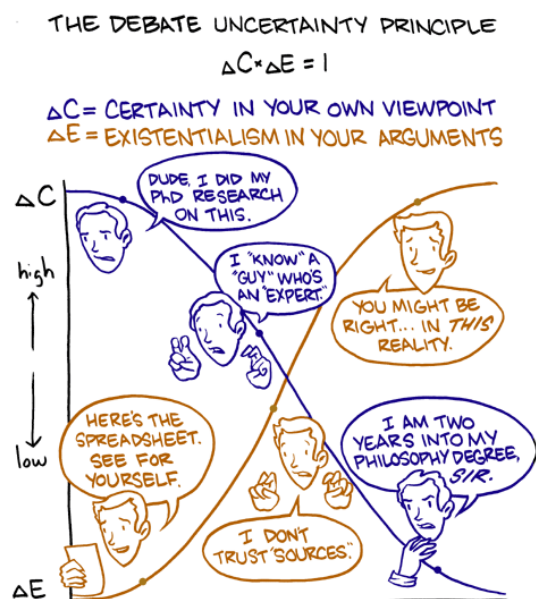 THE DEBATE UNCERTAINTY PRINCIPLE
ΔC×ΔE=1
ΔC= CERTAINTY IN YOUR OWN VIEWPOINT
ΔE= EXISTENTIALISM IN YOUR ARGUMENTS
ΔC
high
low
ΔE
DUDE, I DID MY
PhD RESEARCH
ON THIS.
I "KNOW" A
"GUY" WHO'S
AN "EXPERT."
YOU MIGHT BE
RIGHT... IN THIS
REALITY.
HERE'S THE
SPREADSHEET.
SEE FOR
YOURSELF.
I DON'T
TRUST "SOURCES".
I AM TWO
YEARS INTO MY
PHILOSOPHY DEGREE,
SIR.